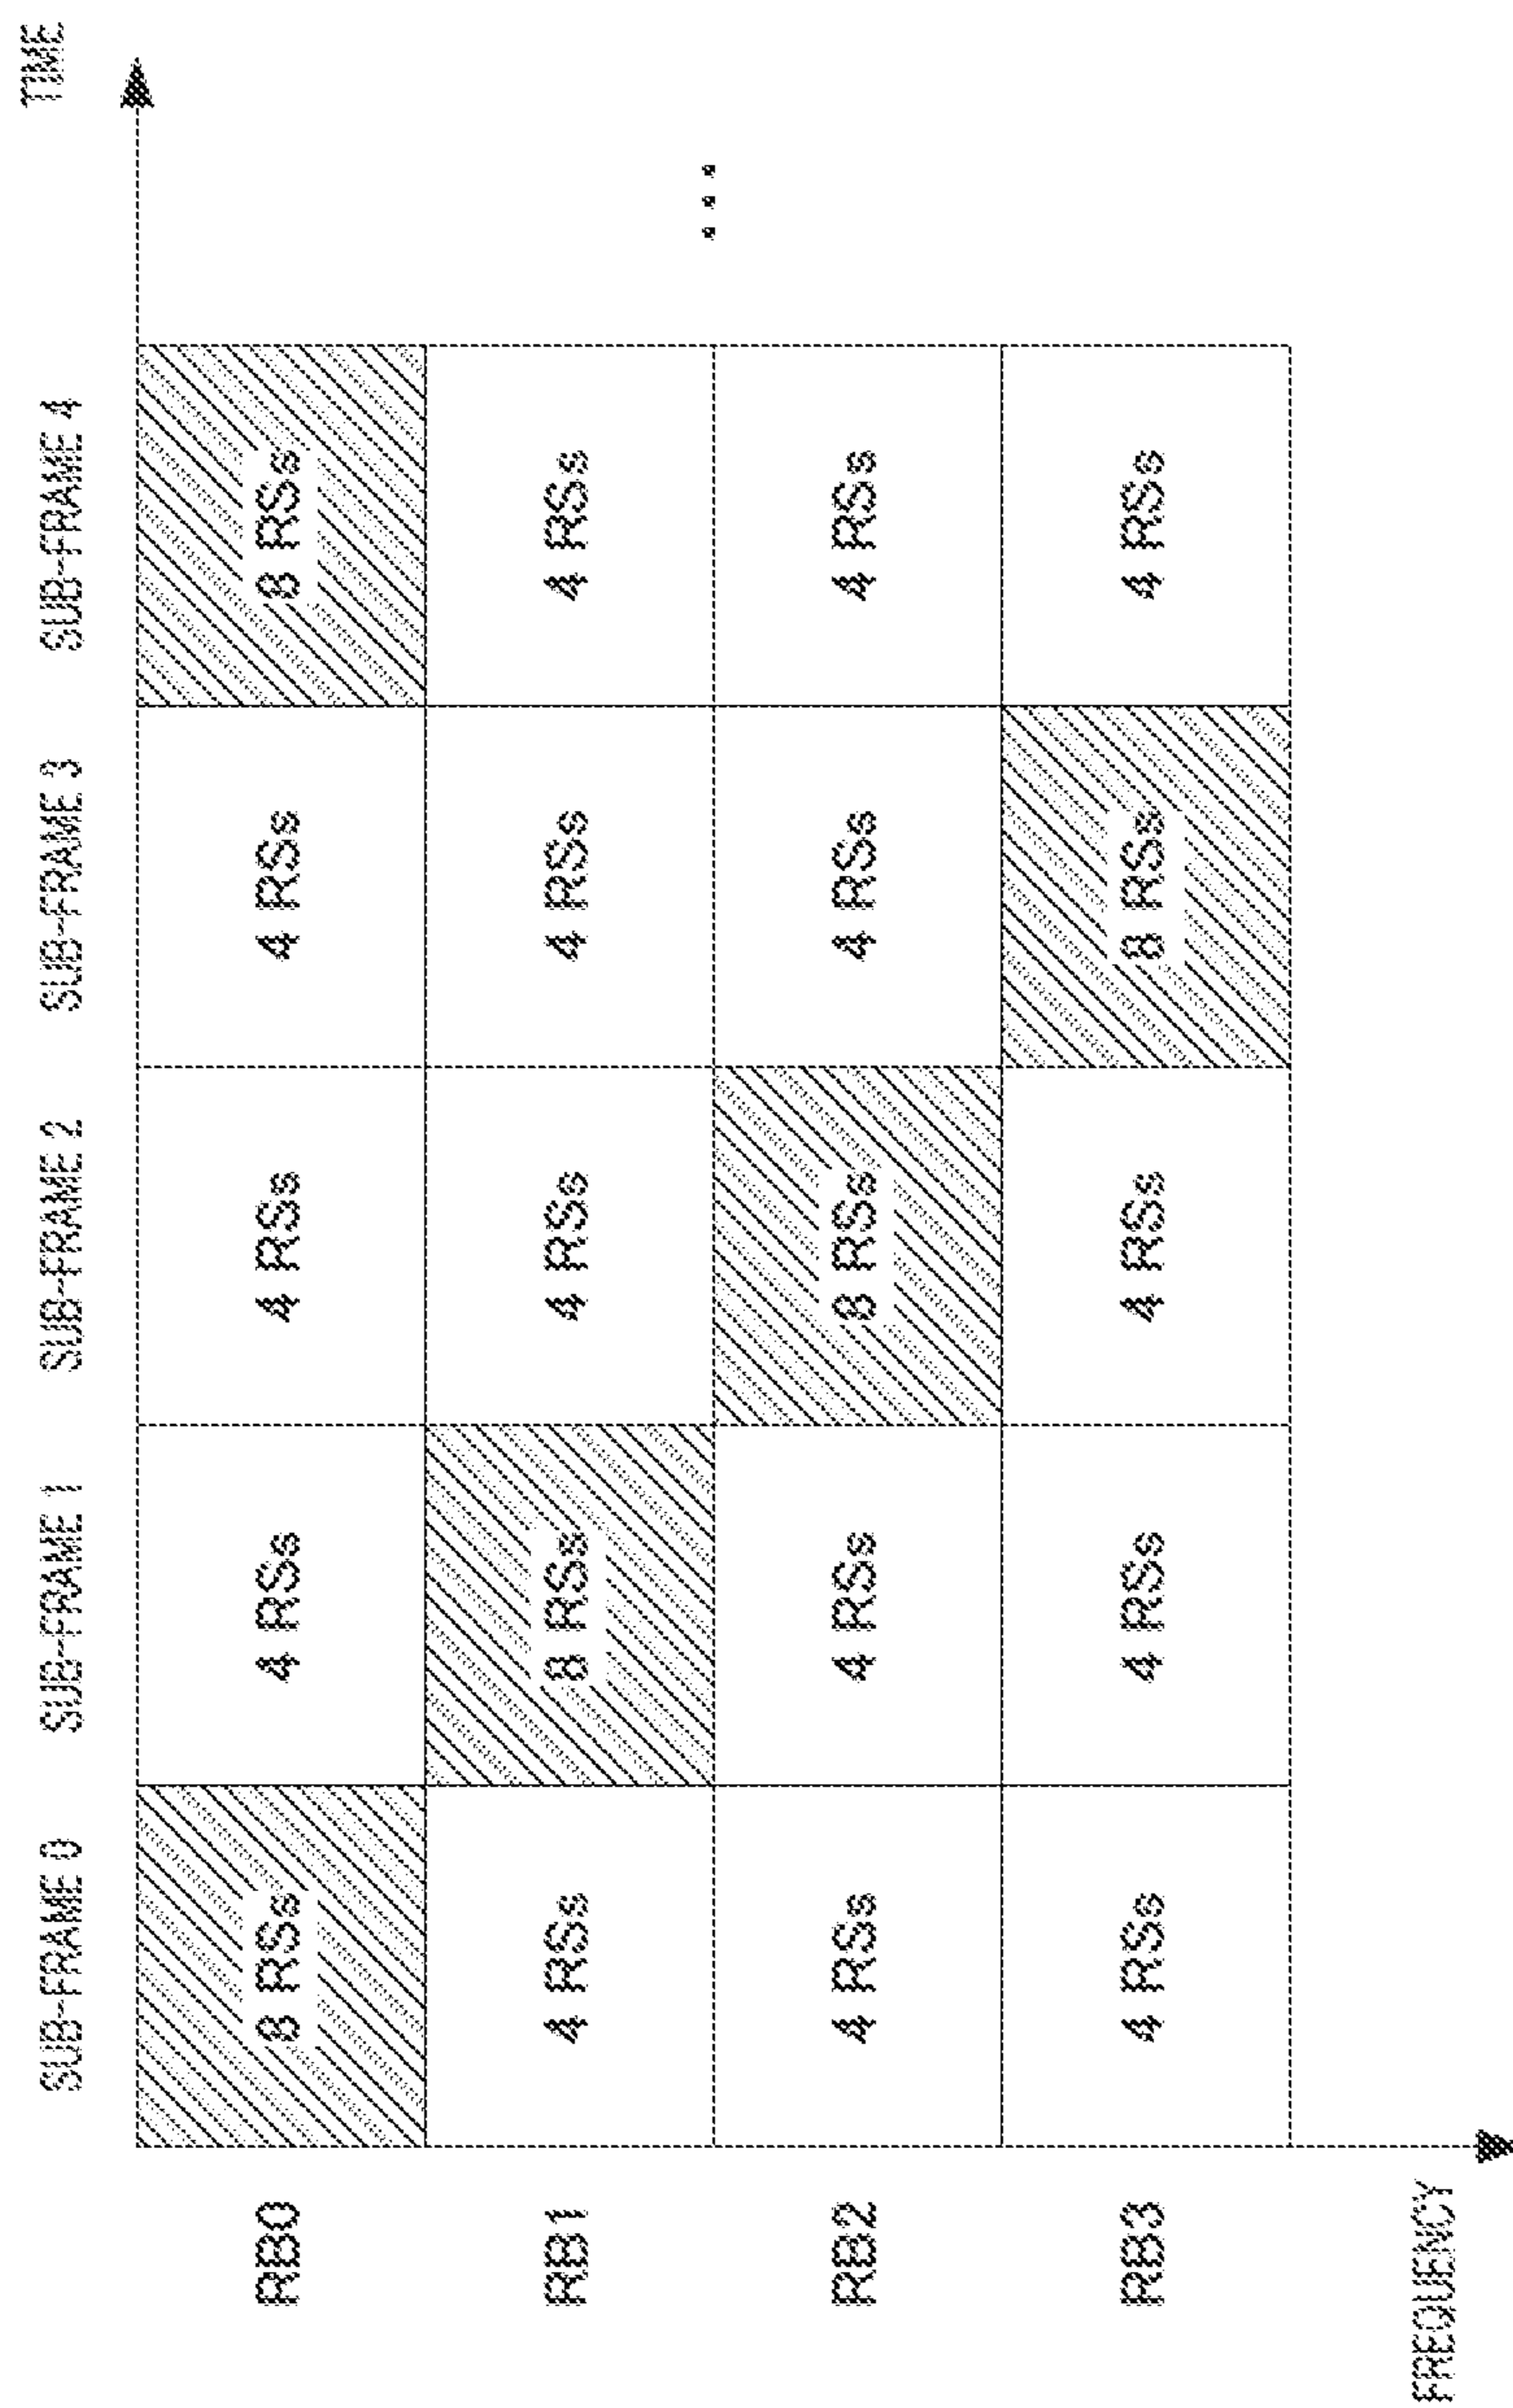 TIME
SUB-FRAME 0 SUB-FRAME 1 SUB-FRAME 2 SUB-FRAME 3 SUB-FRAME 4
RB0 8 RSs 4 RSs 4 RSs 4 RSs 8 RSs
RB1 4 RSs 8 RSs 4 RSs 4 RSs 4 RSs
RB2 4 RSs 4 RSs 8 RSs 4 RSs 4 RSs ...
RB3 4 RSs 4 RSs 4 RSs 8 RSs 4 RSs
FREQUENCY